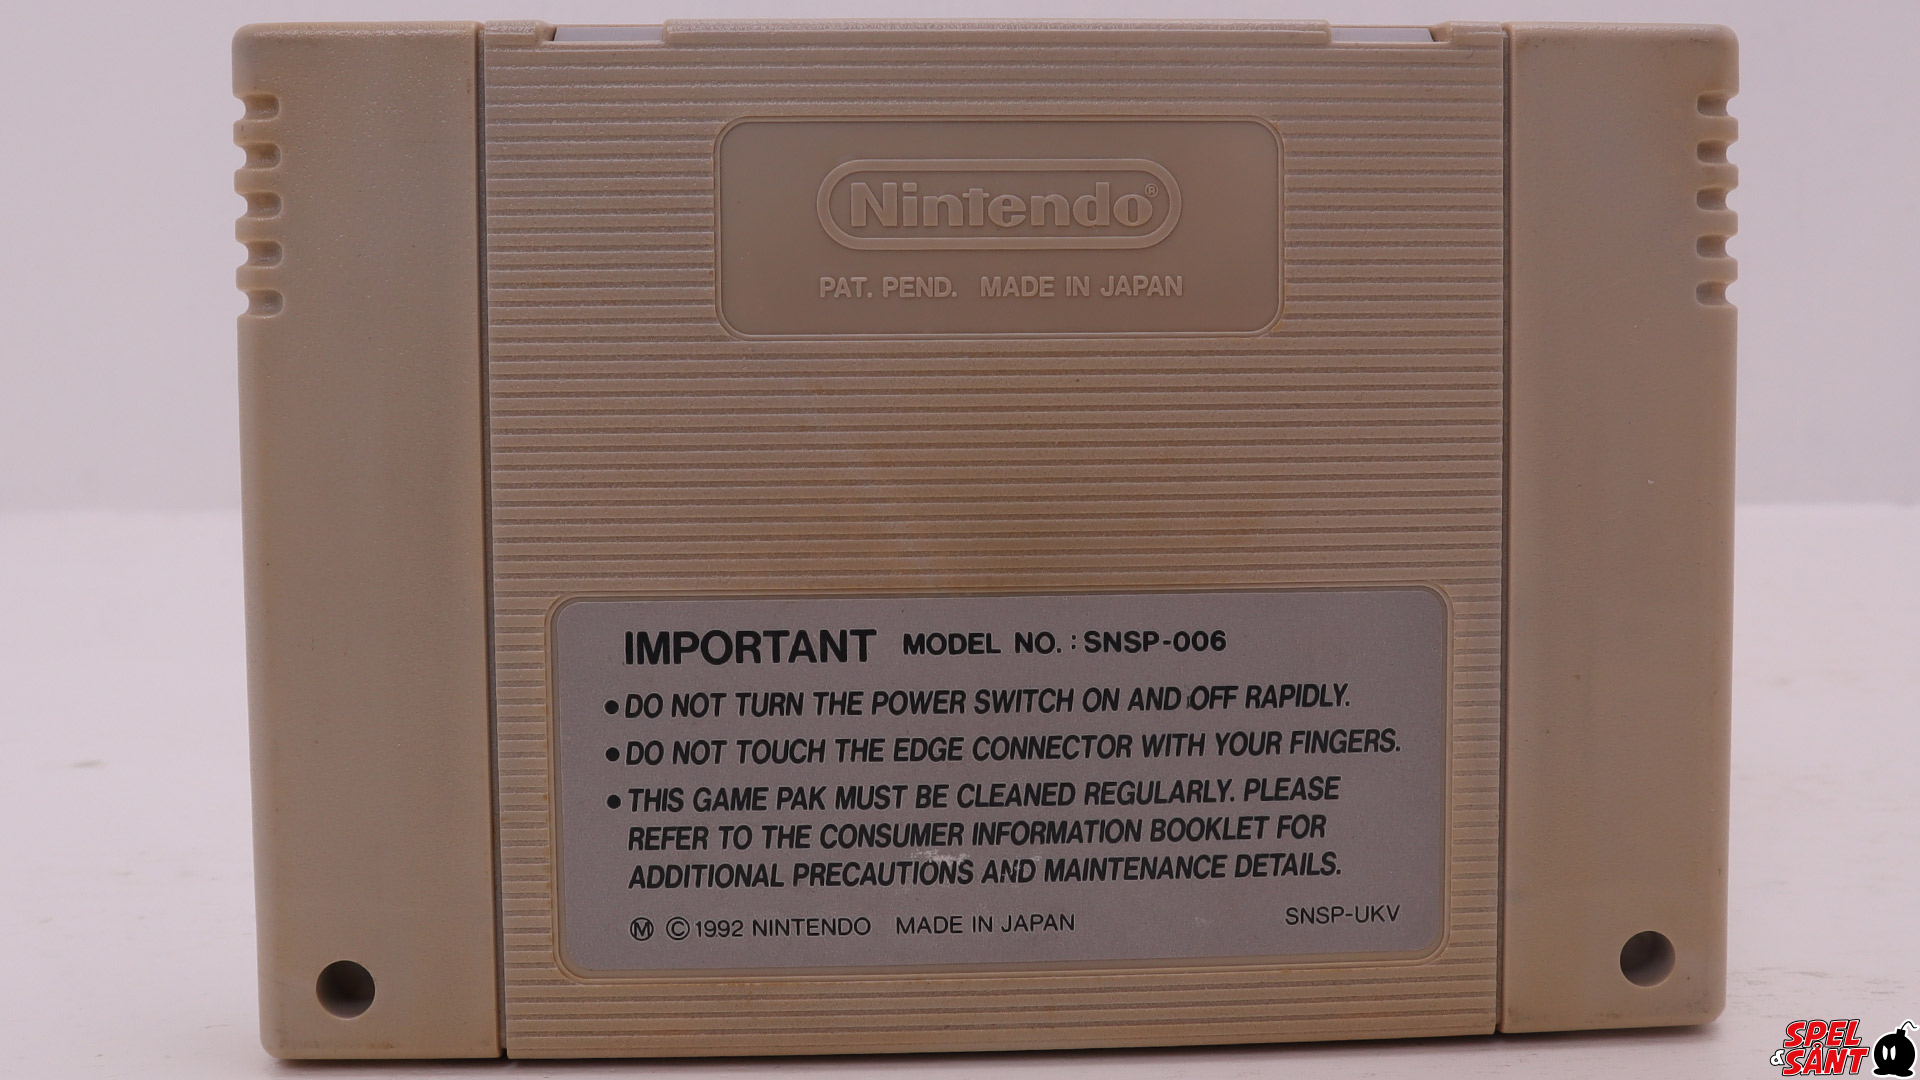 Nintendo®
PAT. PEND. MADE IN JAPAN
IMPORTANT MODEL NO. : SNSP-006
●DO NOT TURN THE POWER SWITCH ON AND OFF RAPIDLY.
●DO NOT TOUCH THE EDGE CONNECTOR WITH YOUR FINGERS.
●THIS GAME PAK MUST BE CLEANED REGULARLY. PLEASE
REFER TO THE CONSUMER INFORMATION BOOKLET FOR
ADDITIONAL PRECAUTIONS AND MAINTENANCE DETAILS.
Ⓜ ©1992 NINTENDO MADE IN JAPAN SNSP-UKV
SPEL
&SÅNT